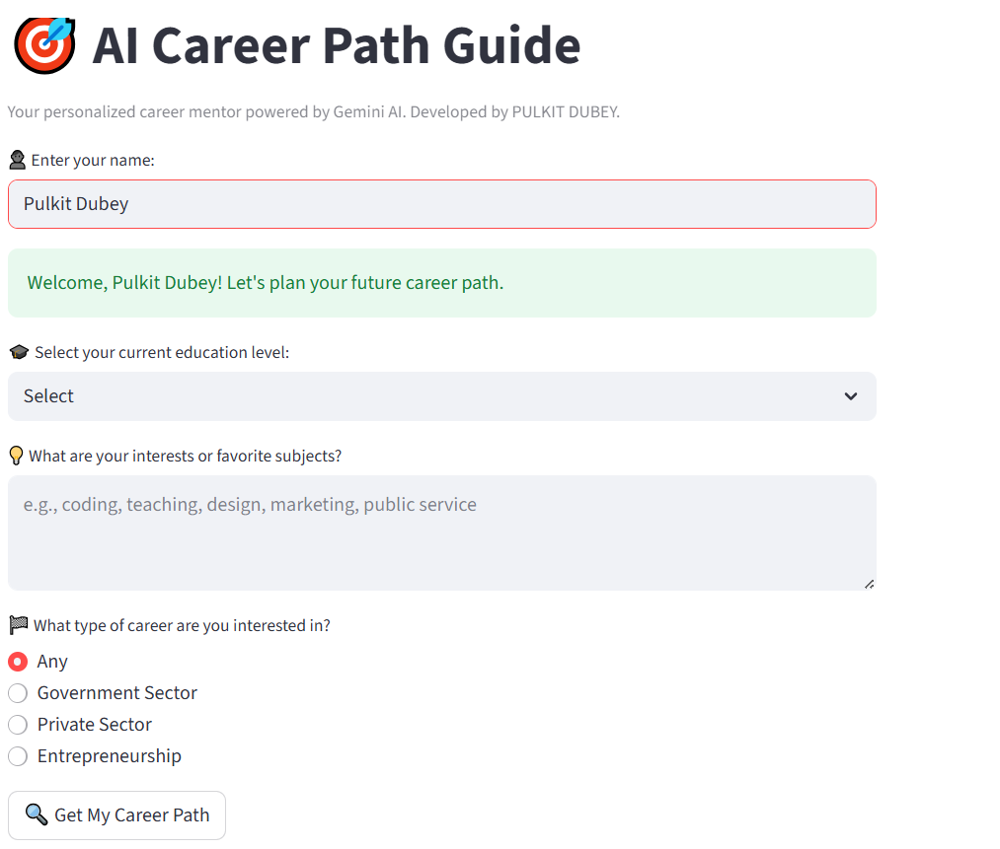 AI Career Path Guide
Your personalized career mentor powered by Gemini AI. Developed by PULKIT DUBEY.
Enter your name:
Pulkit Dubey
Welcome, Pulkit Dubey! Let's plan your future career path.
Select your current education level:
Select
What are your interests or favorite subjects?
e.g., coding, teaching, design, marketing, public service
What type of career are you interested in?
Any
Government Sector
Private Sector
Entrepreneurship
Get My Career Path